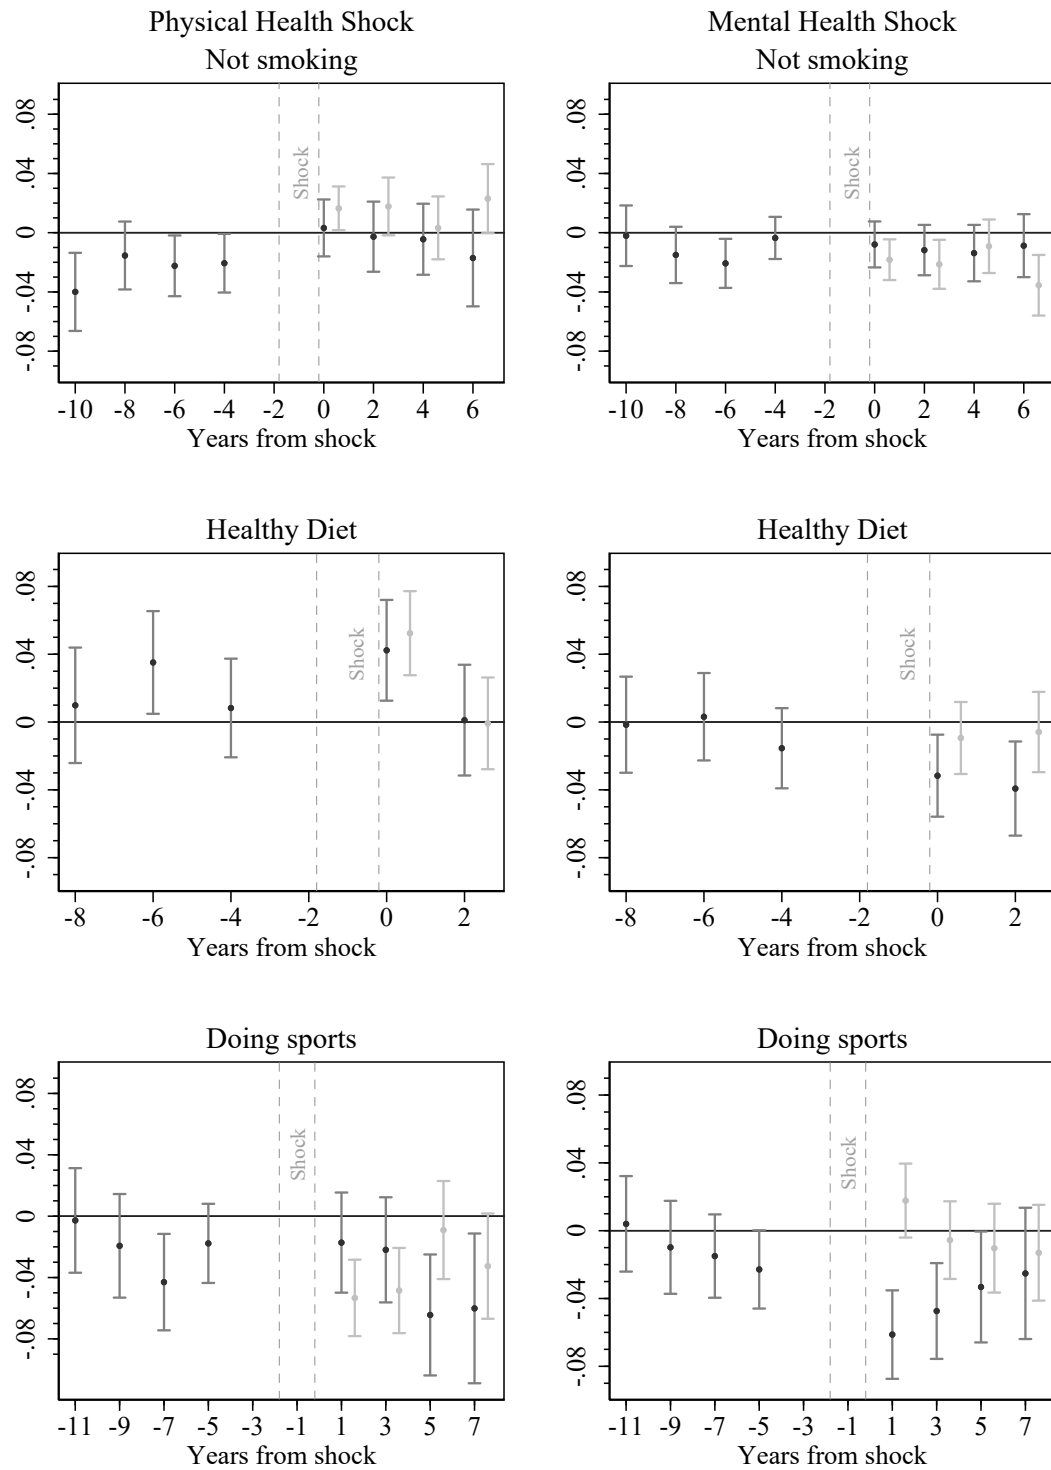 Physical Health Shock
Not smoking
.08
.04
0
-.04
-.08
Shock
-10 -8 -6 -4 -2 0 2 4 6
Years from shock
Mental Health Shock
Not smoking
.08
.04
0
-.04
-.08
Shock
-10 -8 -6 -4 -2 0 2 4 6
Years from shock
Healthy Diet
.08
.04
0
-.04
-.08
Shock
-8 -6 -4 -2 0 2
Years from shock
Healthy Diet
.08
.04
0
-.04
-.08
Shock
-8 -6 -4 -2 0 2
Years from shock
Doing sports
.08
.04
0
-.04
-.08
Shock
-11 -9 -7 -5 -3 -1 1 3 5 7
Years from shock
Doing sports
.08
.04
0
-.04
-.08
Shock
-11 -9 -7 -5 -3 -1 1 3 5 7
Years from shock